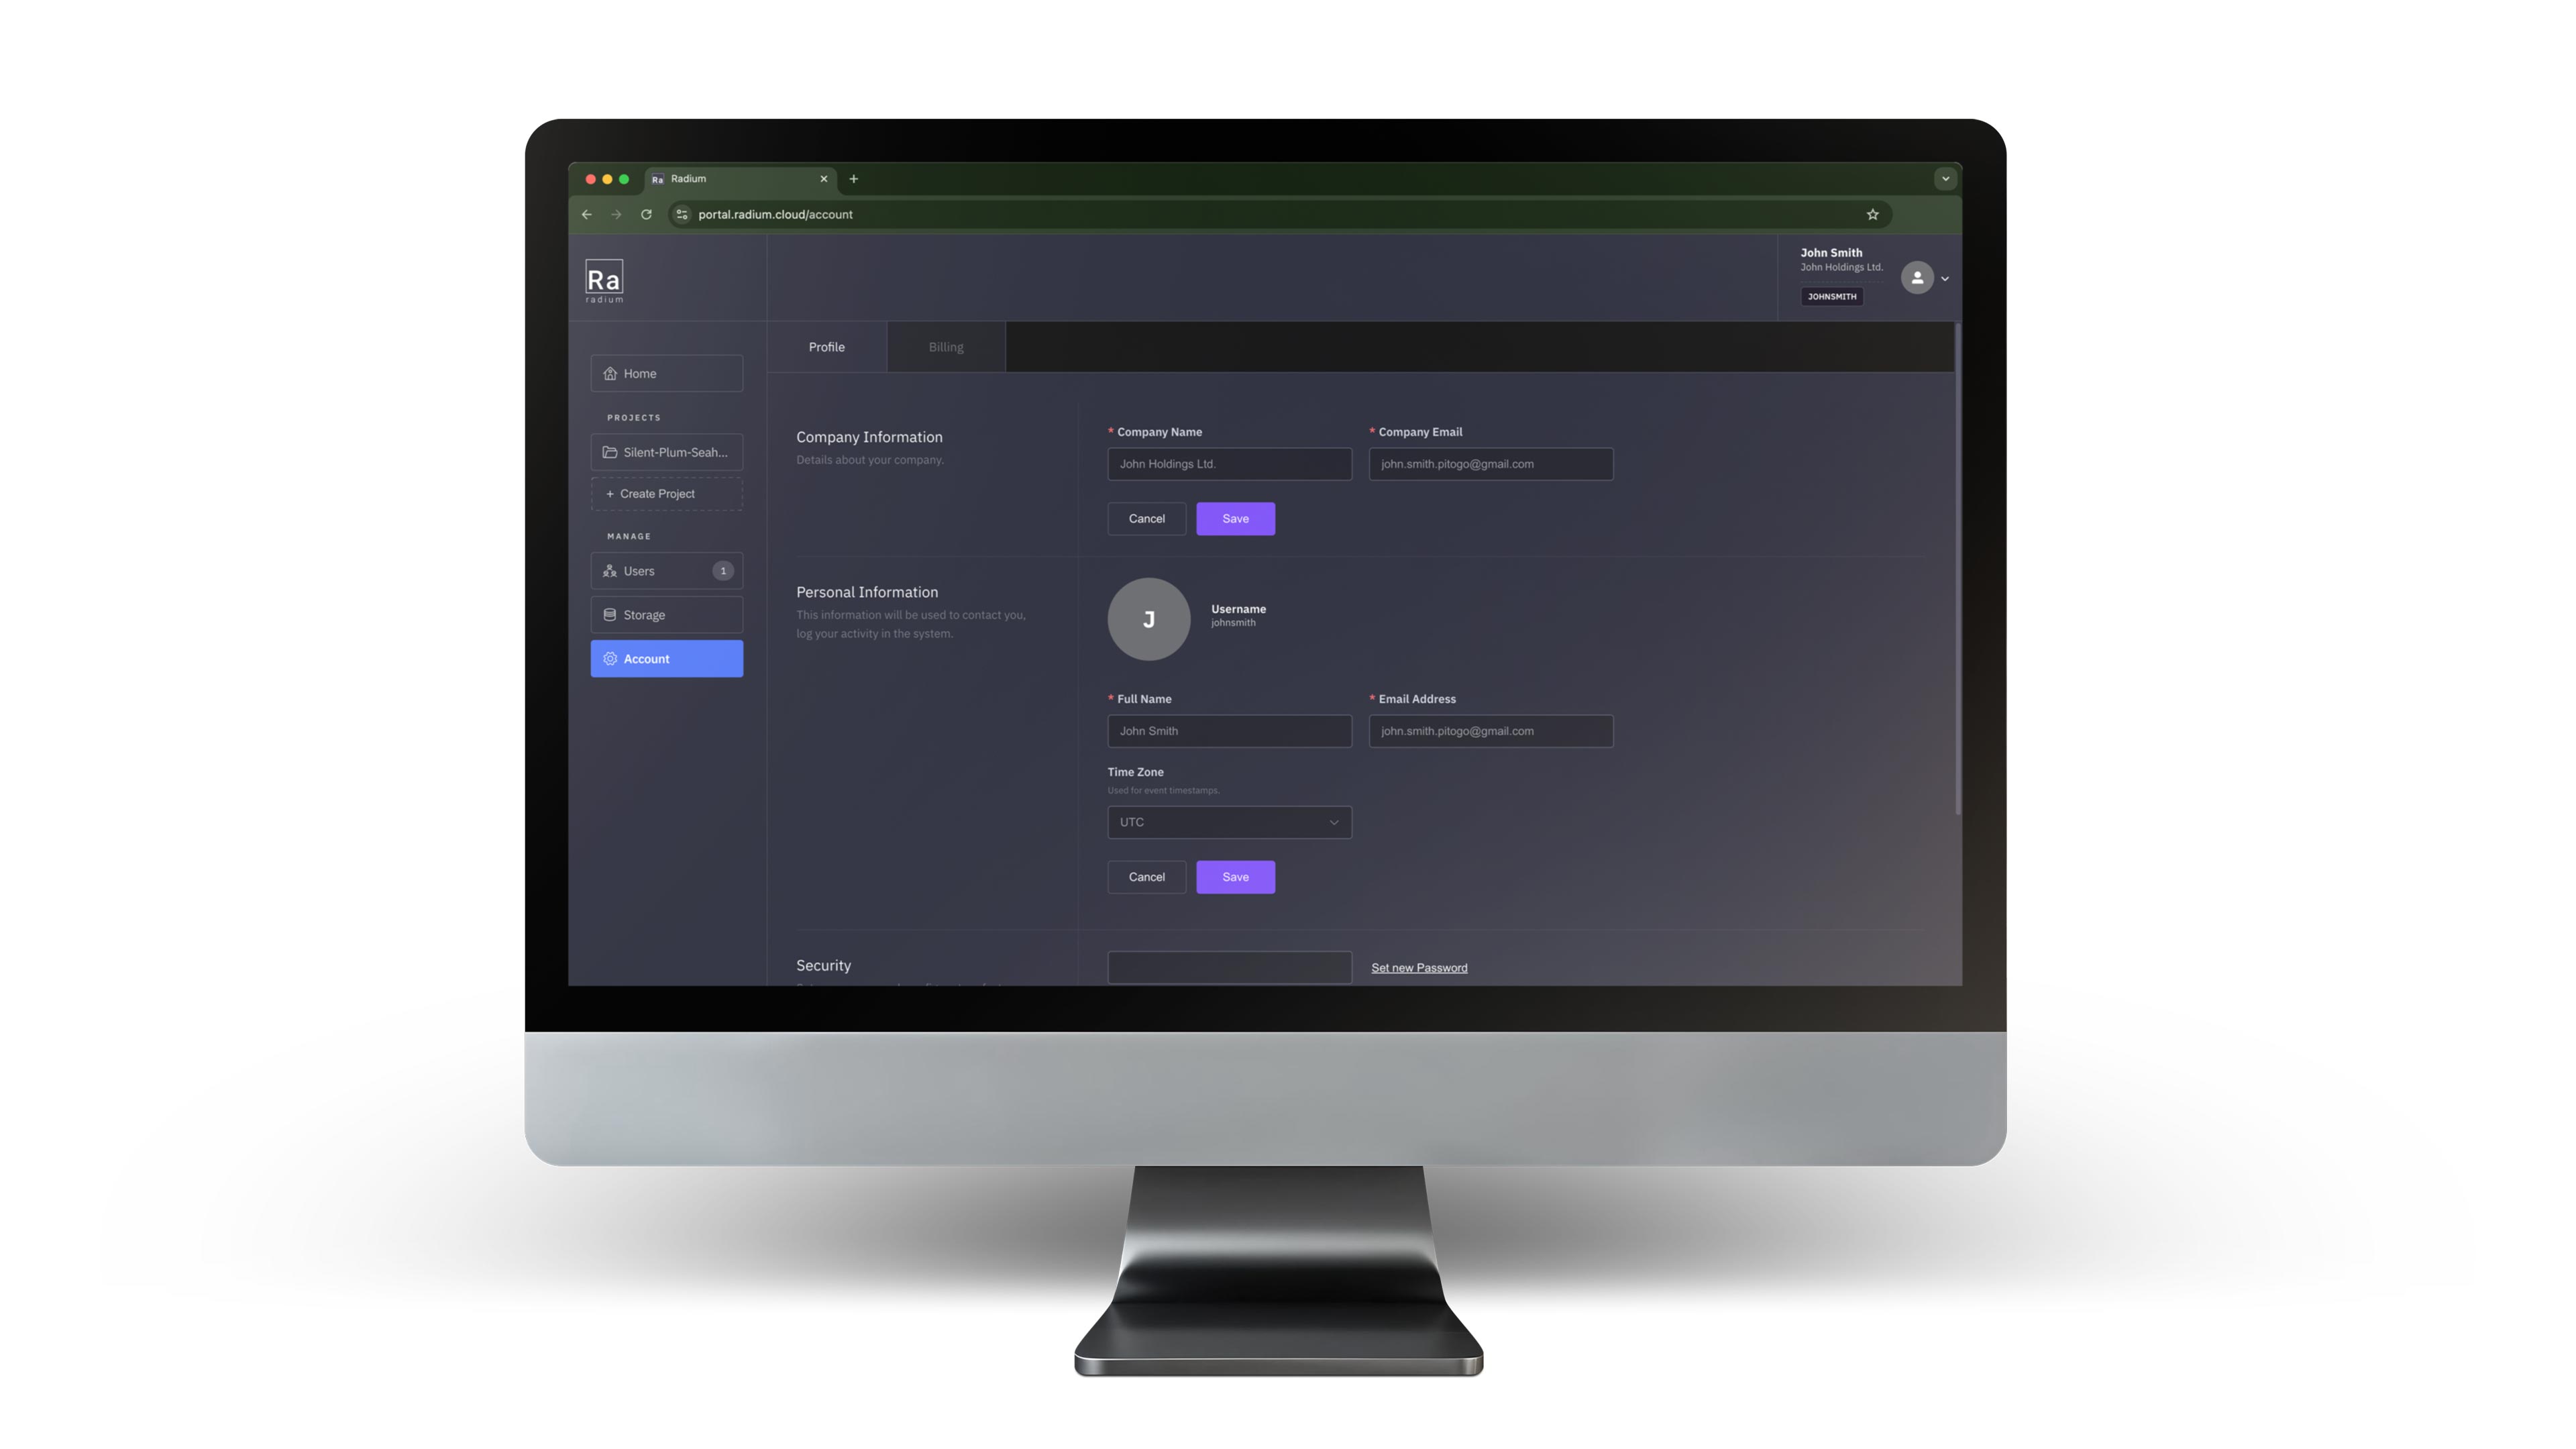 Ra Radium
portal.radium.cloud/account
Ra
radium
John Smith
John Holdings Ltd.
JOHNSMITH
Profile
Billing
Home
PROJECTS
Silent-Plum-Seah...
+ Create Project
MANAGE
Users 1
Storage
Account
Company Information
Details about your company.
* Company Name
* Company Email
John Holdings Ltd.
john.smith.pitogo@gmail.com
Cancel
Save
Personal Information
This information will be used to contact you,
log your activity in the system.
J
Username
johnsmith
* Full Name
* Email Address
John Smith
john.smith.pitogo@gmail.com
Time Zone
Used for event timestamps.
UTC
Cancel
Save
Security
Set new Password